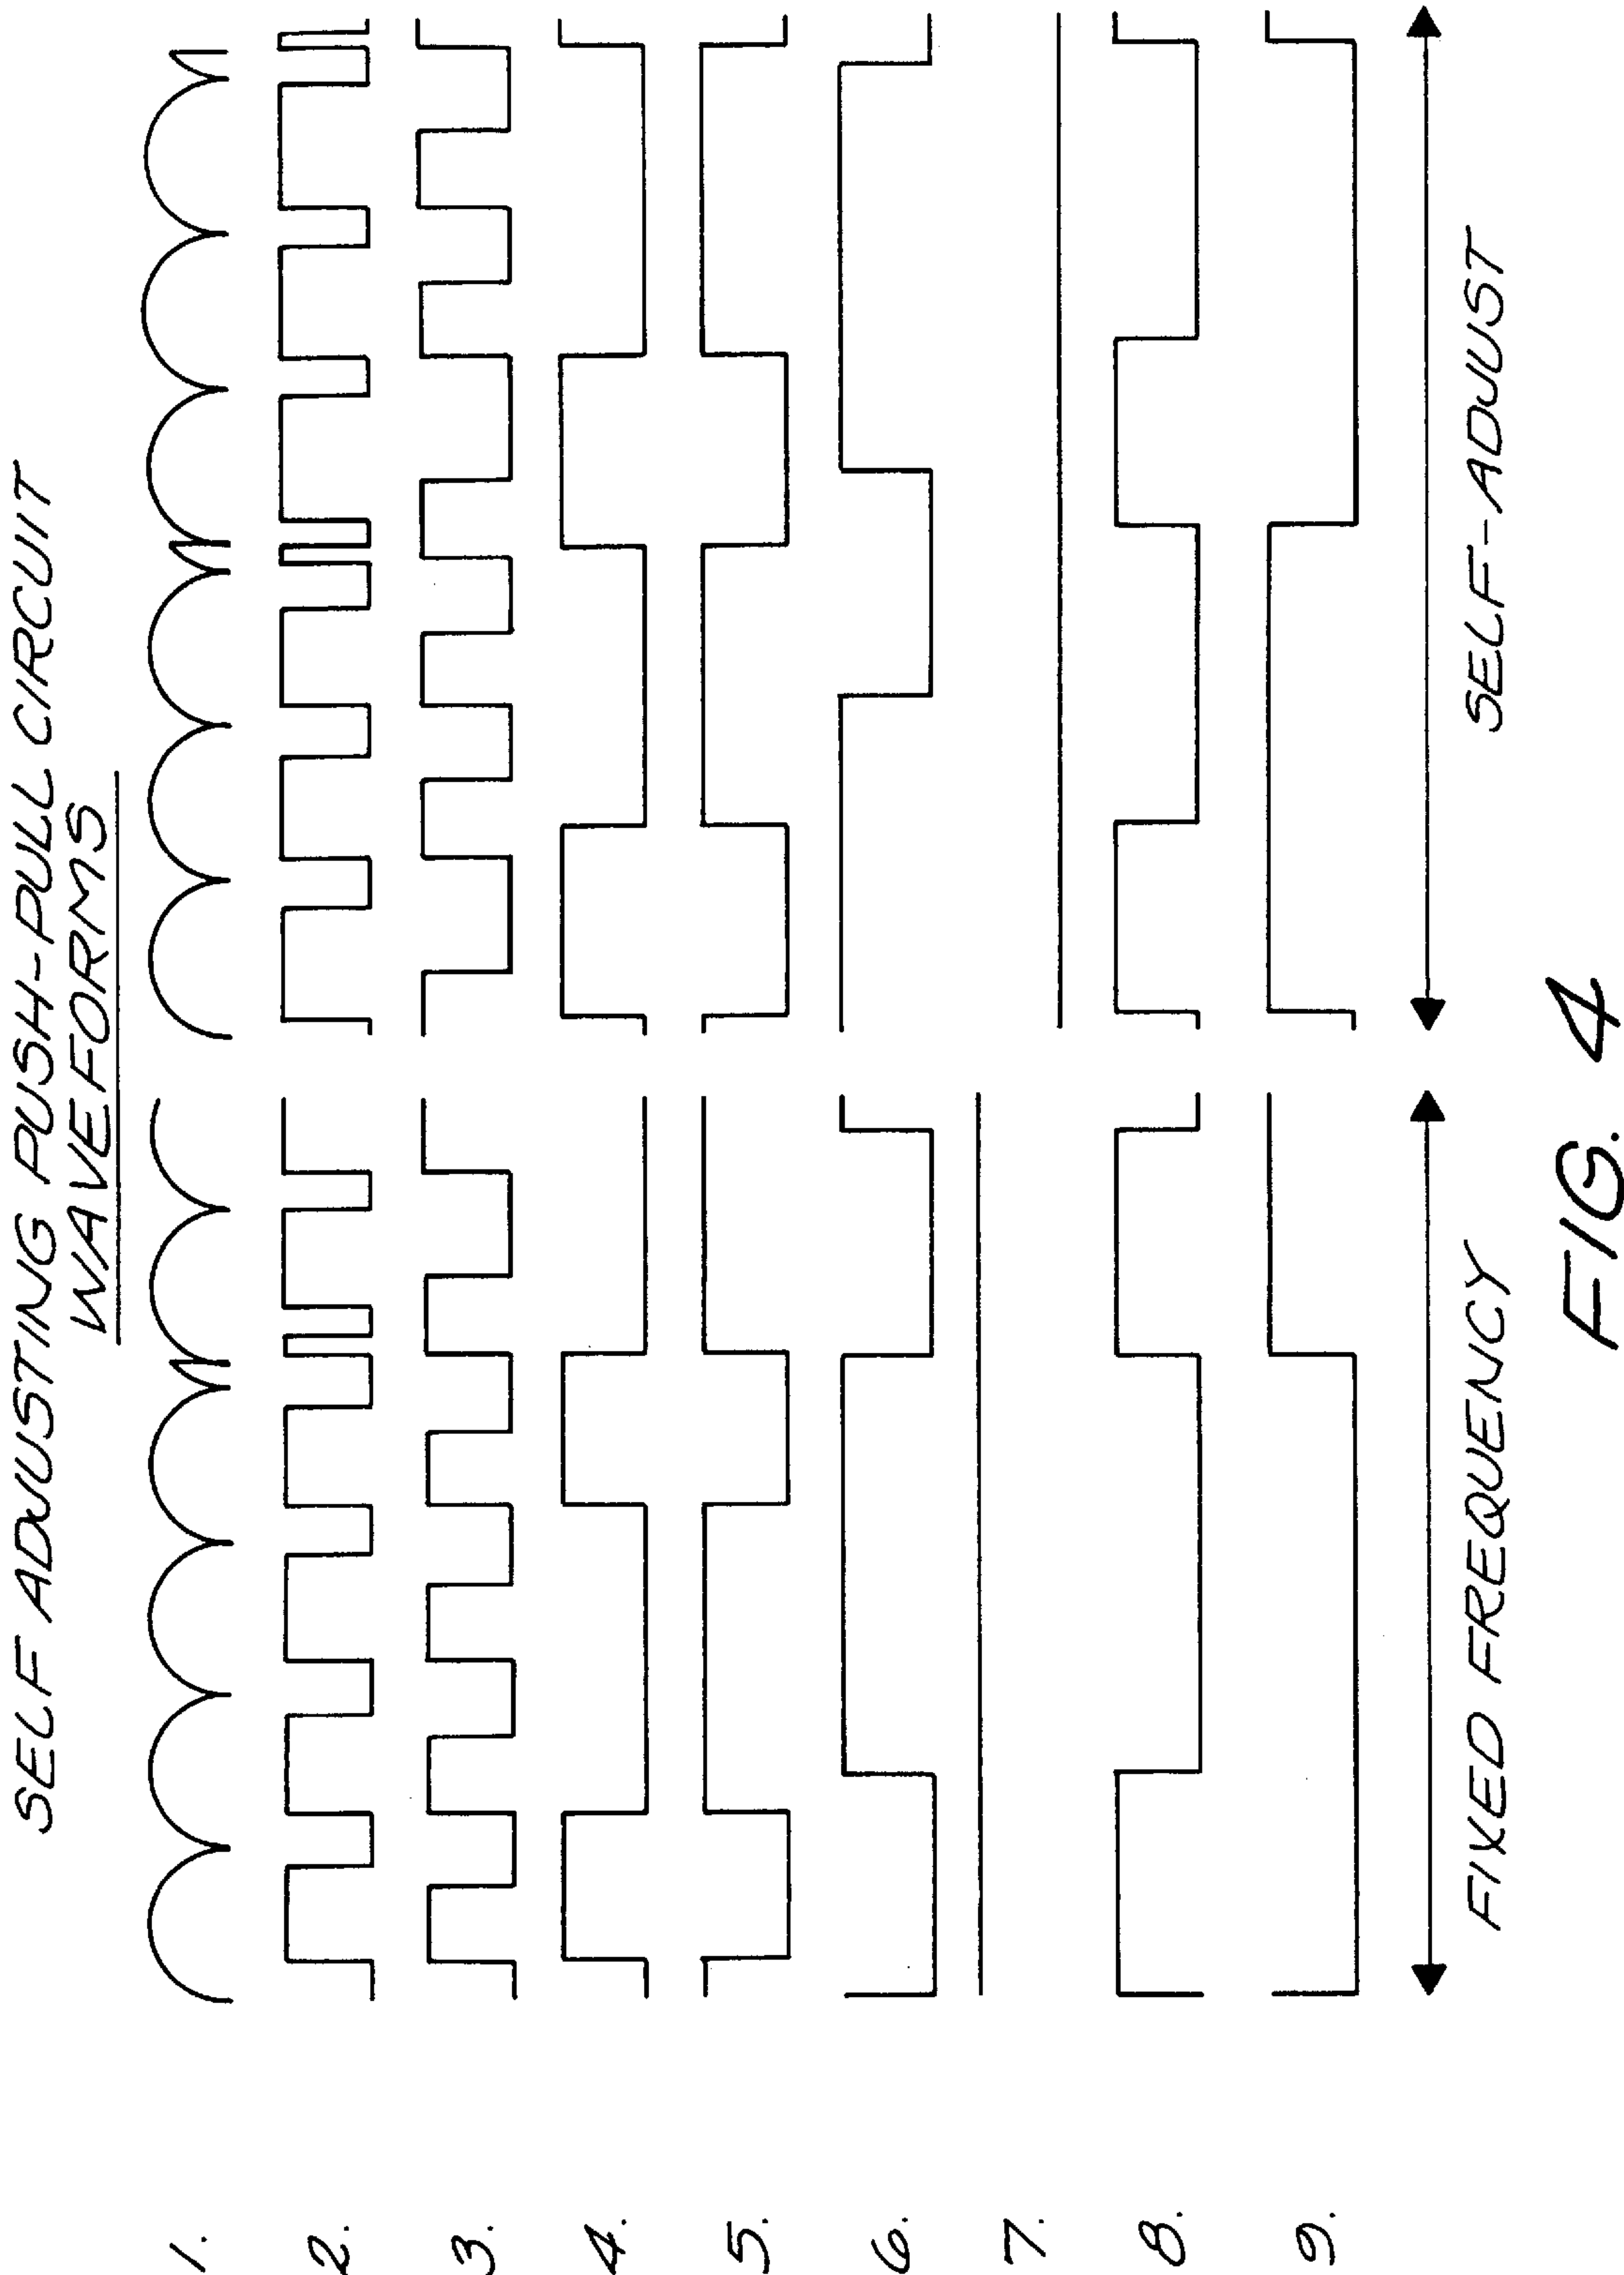 SELF ADJUSTING PUSH-PULL CIRCUIT
WAVEFORMS
1.
2.
3.
4.
5.
6.
7.
8.
9.
FIXED FREQUENCY
SELF-ADJUST
FIG. 4